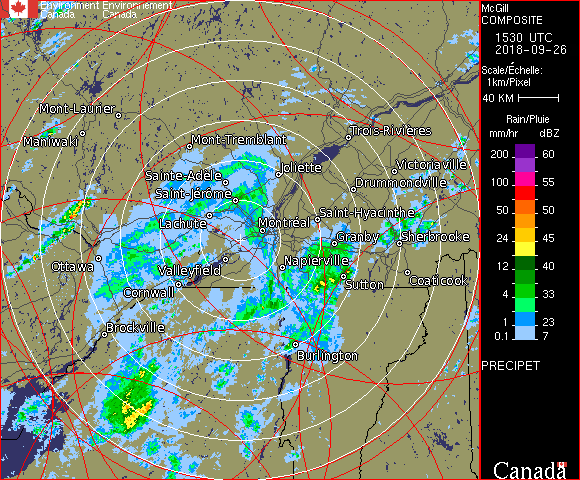 Environment Environnement
Canada Canada
Mont-Laurier
Maniwaki
Mont-Tremblant
Trois-Rivières
Sainte-Adèle
Joliette
Victoriaville
Saint-Jérôme
Drummondville
Lachute
Montréal
Saint-Hyacinthe
Granby
Sherbrooke
Ottawa
Valleyfield
Napierville
Cornwall
Sutton
Coaticook
Brockville
Burlington
McGill
COMPOSITE
1530 UTC
2018-09-26
Scale/Échelle:
1km/Pixel
40 KM
Rain/Pluie
mm/hr dBZ
200 60
100 55
50 50
24 45
12 40
4 33
1 23
0.1 7
PRECIPET
Canada